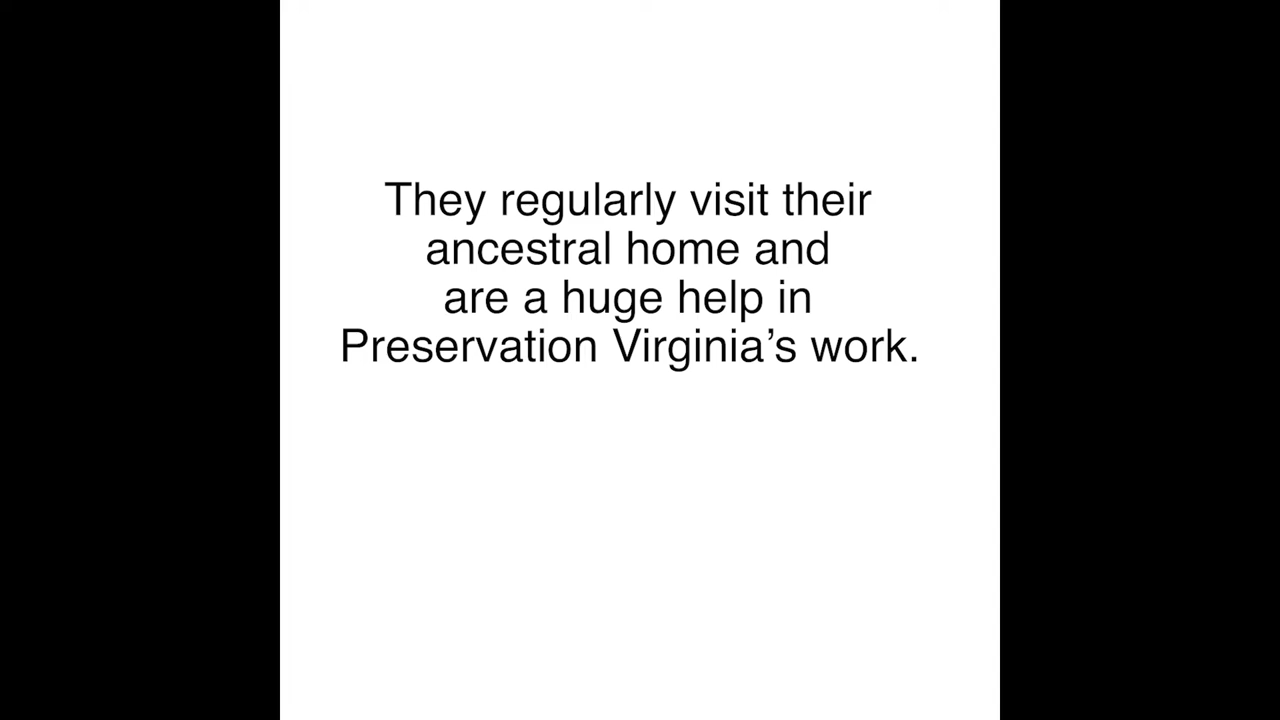 They regularly visit their
ancestral home and
are a huge help in
Preservation Virginia’s work.